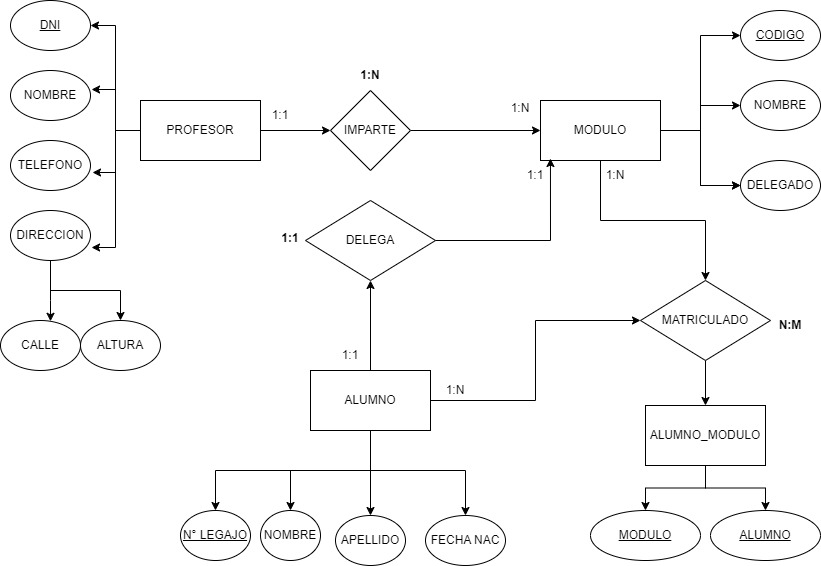 DNI
NOMBRE
TELEFONO
DIRECCION
CALLE
ALTURA
PROFESOR
1:1
1:N
IMPARTE
1:N
MODULO
CODIGO
NOMBRE
DELEGADO
1:1
1:N
1:1
DELEGA
MATRICULADO
N:M
1:1
ALUMNO
1:N
ALUMNO_MODULO
N° LEGAJO
NOMBRE
APELLIDO
FECHA NAC
MODULO
ALUMNO